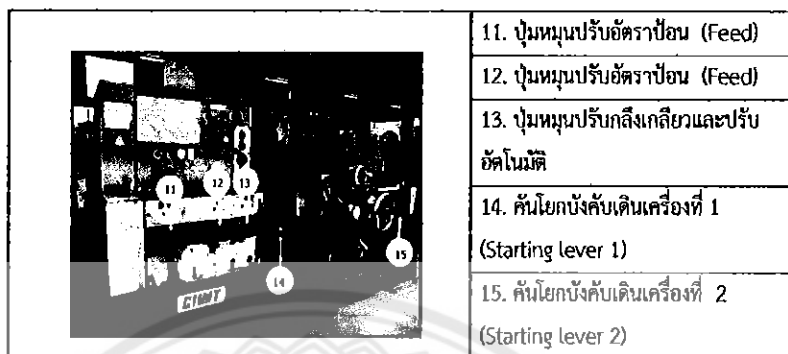 11. ปุ่มหมุนปรับอัตราป้อน (Feed)
12. ปุ่มหมุนปรับอัตราป้อน (Feed)
13. ปุ่มหมุนปรับกลึงเกลียวและปรับ
อัตโนมัติ
11
12
13
14. คันโยกบังคับเดินเครื่องที่ 1
(Starting lever 1)
15
14
15. คันโยกบังคับเดินเครื่องที่ 2
(Starting lever 2)